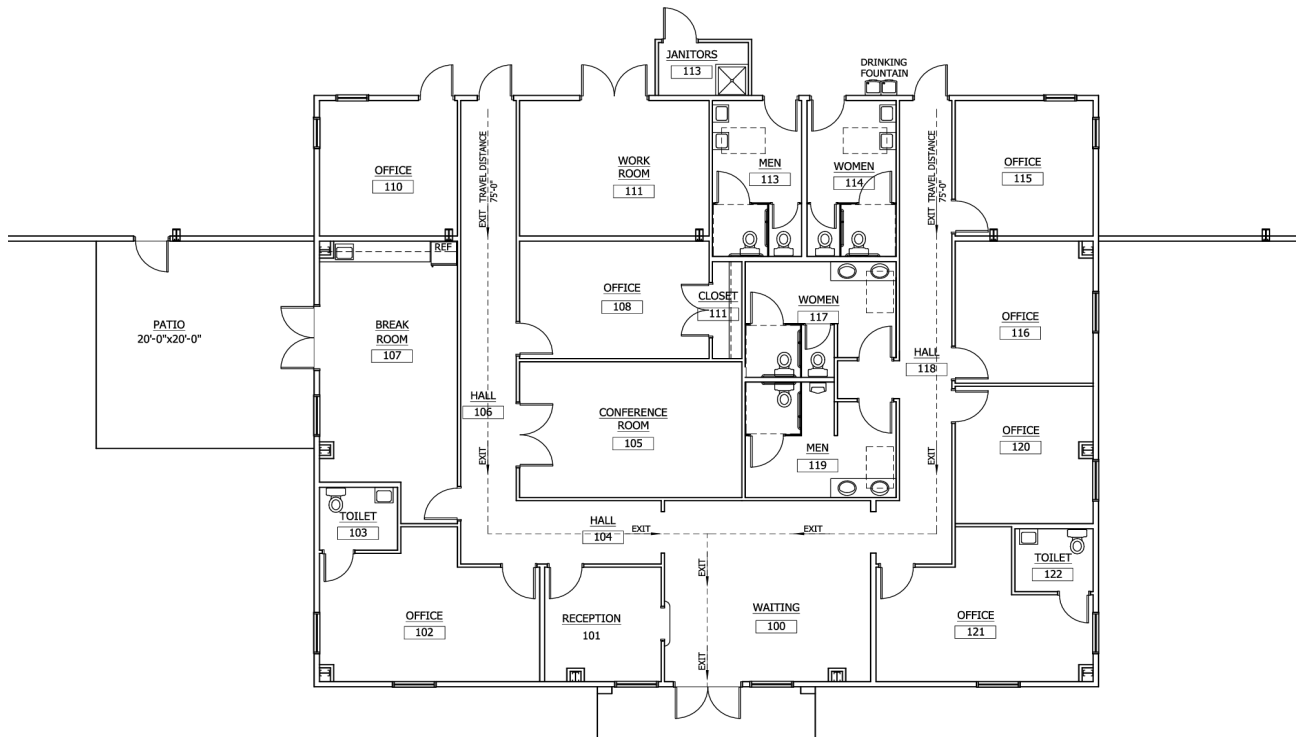 JANITORS
113
DRINKING
FOUNTAIN
OFFICE
110
EXIT TRAVEL DISTANCE
75'-0"
WORK
ROOM
111
MEN
113
WOMEN
114
EXIT TRAVEL DISTANCE
75'-0"
OFFICE
115
REF
PATIO
20'-0"x20'-0"
BREAK
ROOM
107
OFFICE
108
CLOSET
111
WOMEN
117
OFFICE
116
HALL
118
HALL
106
CONFERENCE
ROOM
105
OFFICE
120
EXIT
MEN
119
EXIT
TOILET
103
HALL
104
EXIT
EXIT
TOILET
122
EXIT
OFFICE
102
RECEPTION
101
WAITING
100
OFFICE
121
EXIT